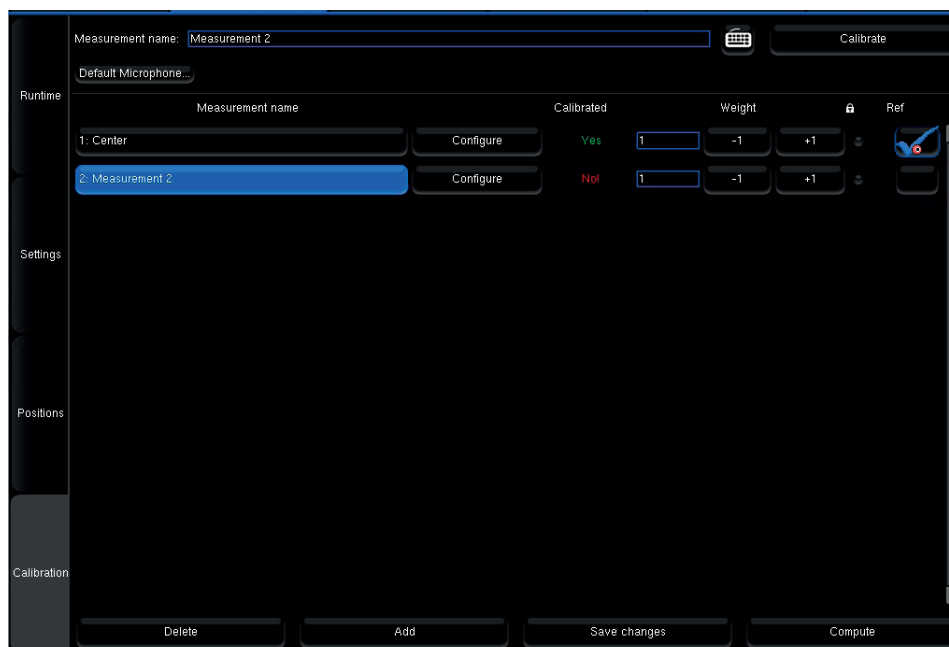 Measurement name: Measurement 2 Calibrate
Default Microphone...
Runtime
Measurement name Calibrated Weight Ref
1: Center Configure Yes 1 -1 +1
2: Measurement 2 Configure No! 1 -1 +1
Settings
Positions
Calibration
Delete Add Save changes Compute